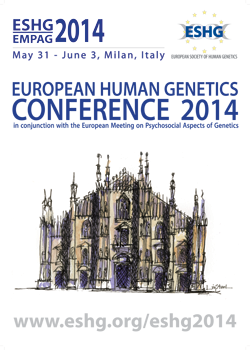 ESHG
EMPAG
2014
ESHG
May 31 - June 3, Milan, Italy
EUROPEAN SOCIETY OF HUMAN GENETICS
EUROPEAN HUMAN GENETICS
CONFERENCE 2014
in conjunction with the European Meeting on Psychosocial Aspects of Genetics
www.eshg.org/eshg2014